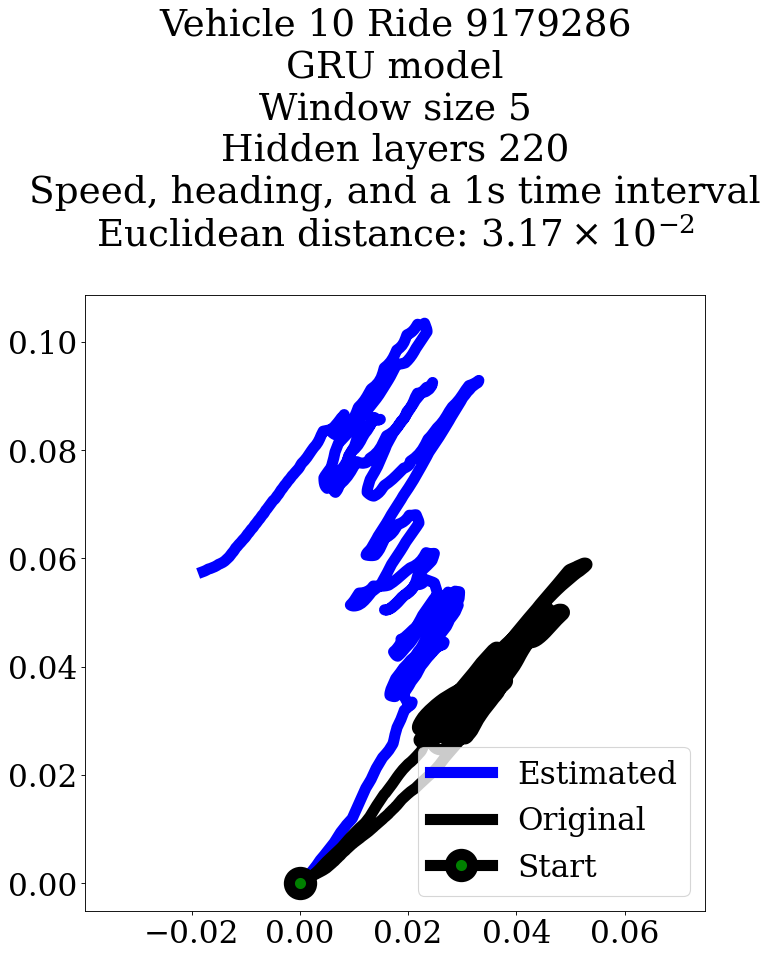 Vehicle 10 Ride 9179286
GRU model
Window size 5
Hidden layers 220
Speed, heading, and a 1s time interval
Euclidean distance: 3.17 × 10⁻²
0.10
0.08
0.06
0.04
0.02
0.00
Estimated
Original
Start
−0.02 0.00 0.02 0.04 0.06